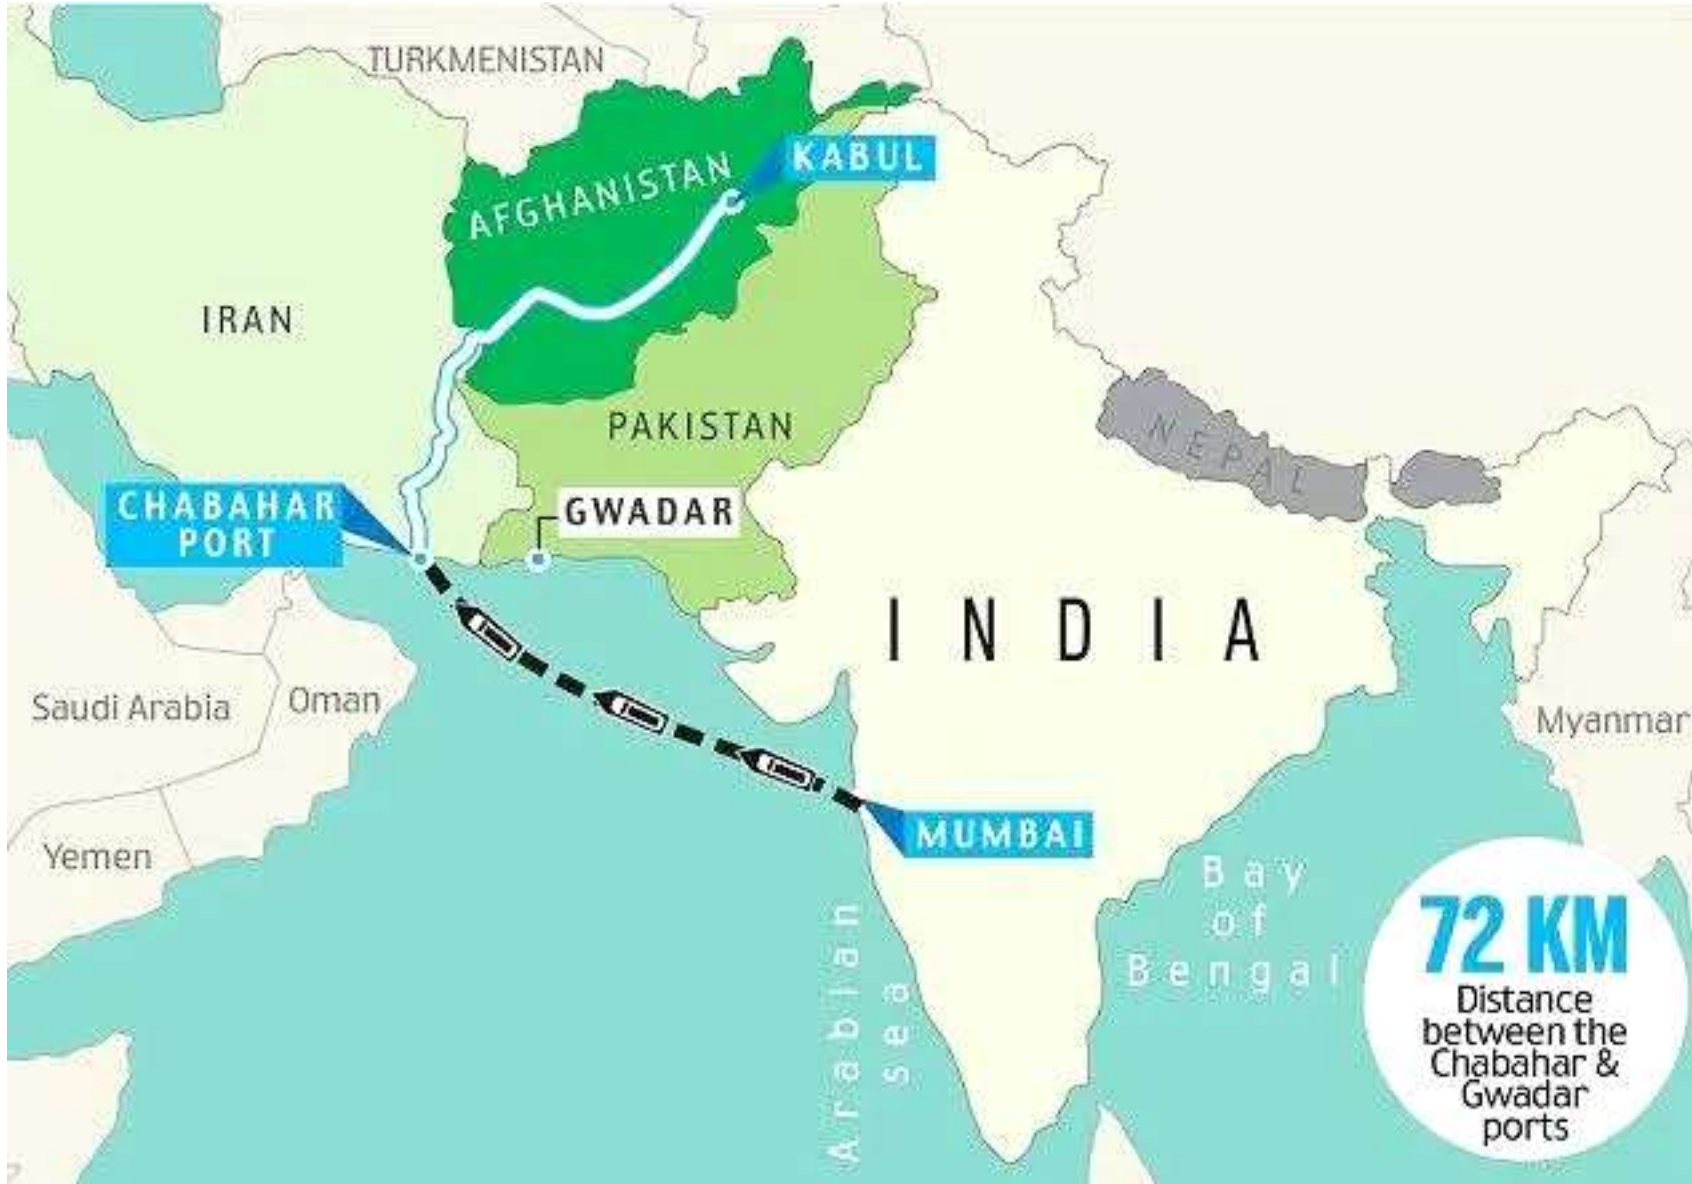 TURKMENISTAN
AFGHANISTAN
KABUL
IRAN
PAKISTAN
NEPAL
CHABAHAR
PORT
GWADAR
INDIA
Saudi Arabia
Oman
Myanmar
Yemen
MUMBAI
Arabian
sea
Bay
of
Bengal
72 KM
Distance
between the
Chabahar &
Gwadar
ports